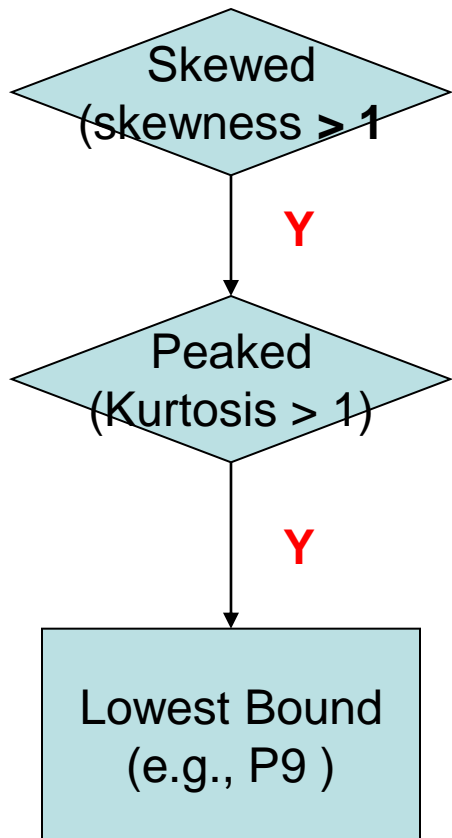 Skewed
(skewness > 1
Y
Peaked
(Kurtosis > 1)
Y
Lowest Bound
(e.g., P9 )